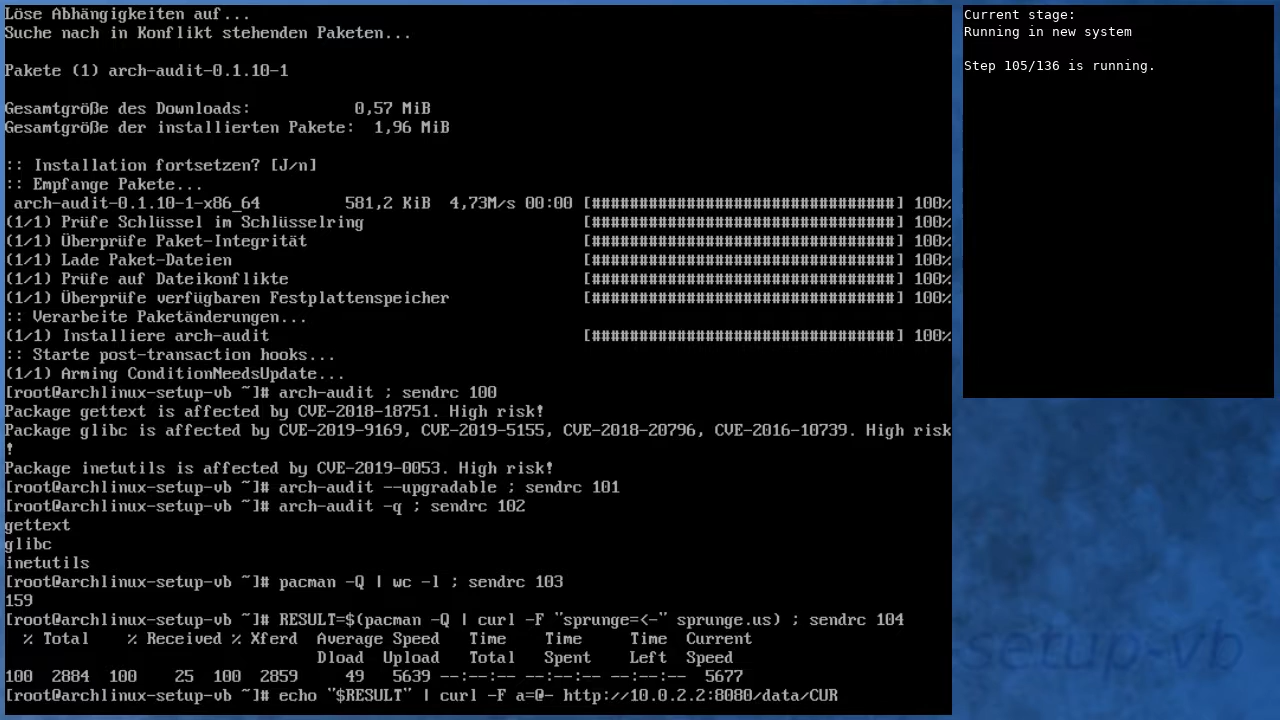 Löse Abhängigkeiten auf...
Suche nach in Konflikt stehenden Paketen...
Pakete (1) arch-audit-0.1.10-1
Gesamtgröße des Downloads:           0,57 MiB
Gesamtgröße der installierten Pakete:  1,96 MiB
:: Installation fortsetzen? [J/n]
:: Empfange Pakete...
 arch-audit-0.1.10-1-x86_64         581,2 KiB  4,73M/s 00:00 [################################] 100%
(1/1) Prüfe Schlüssel im Schlüsselring                       [################################] 100%
(1/1) Überprüfe Paket-Integrität                             [################################] 100%
(1/1) Lade Paket-Dateien                                     [################################] 100%
(1/1) Prüfe auf Dateikonflikte                               [################################] 100%
(1/1) Überprüfe verfügbaren Festplattenspeicher              [################################] 100%
:: Verarbeite Paketänderungen...
(1/1) Installiere arch-audit                                 [################################] 100%
:: Starte post-transaction hooks...
(1/1) Arming ConditionNeedsUpdate...
[root@archlinux-setup-vb ~]# arch-audit ; sendrc 100
Package gettext is affected by CVE-2018-18751. High risk!
Package glibc is affected by CVE-2019-9169, CVE-2019-5155, CVE-2018-20796, CVE-2016-10739. High risk
!
Package inetutils is affected by CVE-2019-0053. High risk!
[root@archlinux-setup-vb ~]# arch-audit --upgradable ; sendrc 101
[root@archlinux-setup-vb ~]# arch-audit -q ; sendrc 102
gettext
glibc
inetutils
[root@archlinux-setup-vb ~]# pacman -Q | wc -l ; sendrc 103
159
[root@archlinux-setup-vb ~]# RESULT=$(pacman -Q | curl -F "sprunge=<-" sprunge.us) ; sendrc 104
  % Total    % Received % Xferd  Average Speed   Time    Time     Time  Current
                                 Dload  Upload   Total   Spent    Left  Speed
100  2884  100    25  100  2859     49   5639 --:--:-- --:--:-- --:--:--  5677
[root@archlinux-setup-vb ~]# echo "$RESULT" | curl -F a=@- http://10.0.2.2:8080/data/CUR
Current stage:
Running in new system
Step 105/136 is running.
setup-vb